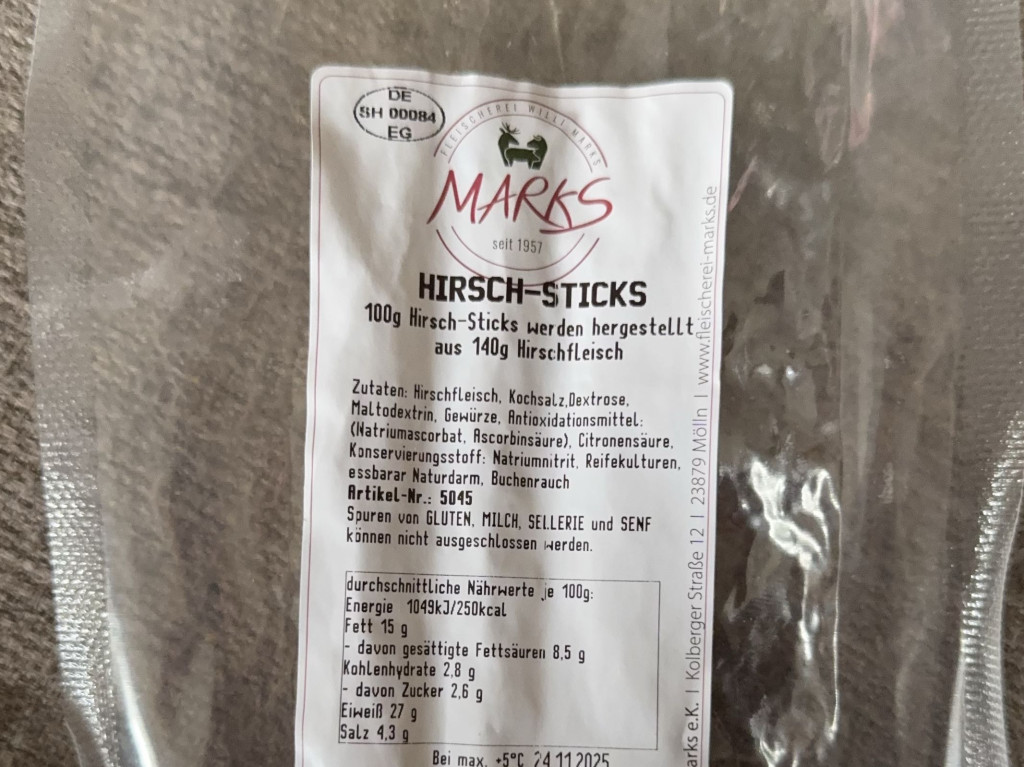 DE
SH 00084
EG
FLEISCHEREI WILLI MARKS
MARKS
seit 1957
HIRSCH-STICKS
100g Hirsch-Sticks werden hergestellt
aus 140g Hirschfleisch
Zutaten: Hirschfleisch, Kochsalz,Dextrose,
Maltodextrin, Gewürze, Antioxidationsmittel:
(Natriumascorbat, Ascorbinsäure), Citronensäure,
Konservierungsstoff: Natriumnitrit, Reifekulturen,
essbarar Naturdarm, Buchenrauch
Artikel-Nr.: 5045
Spuren von GLUTEN, MILCH, SELLERIE und SENF
können nicht ausgeschlossen werden.
durchschnittliche Nährwerte je 100g:
Energie 1049kJ/250kcal
Fett 15 g
- davon gesättigte Fettsäuren 8,5 g
Kohlenhydrate 2,8 g
- davon Zucker 2,6 g
Eiweiß 27 g
Salz 4,3 g
Bei max. +5°C 24.11.2025
arks e.K. | Kolberger Straße 12 | 23879 Mölln | www.fleischerei-marks.de